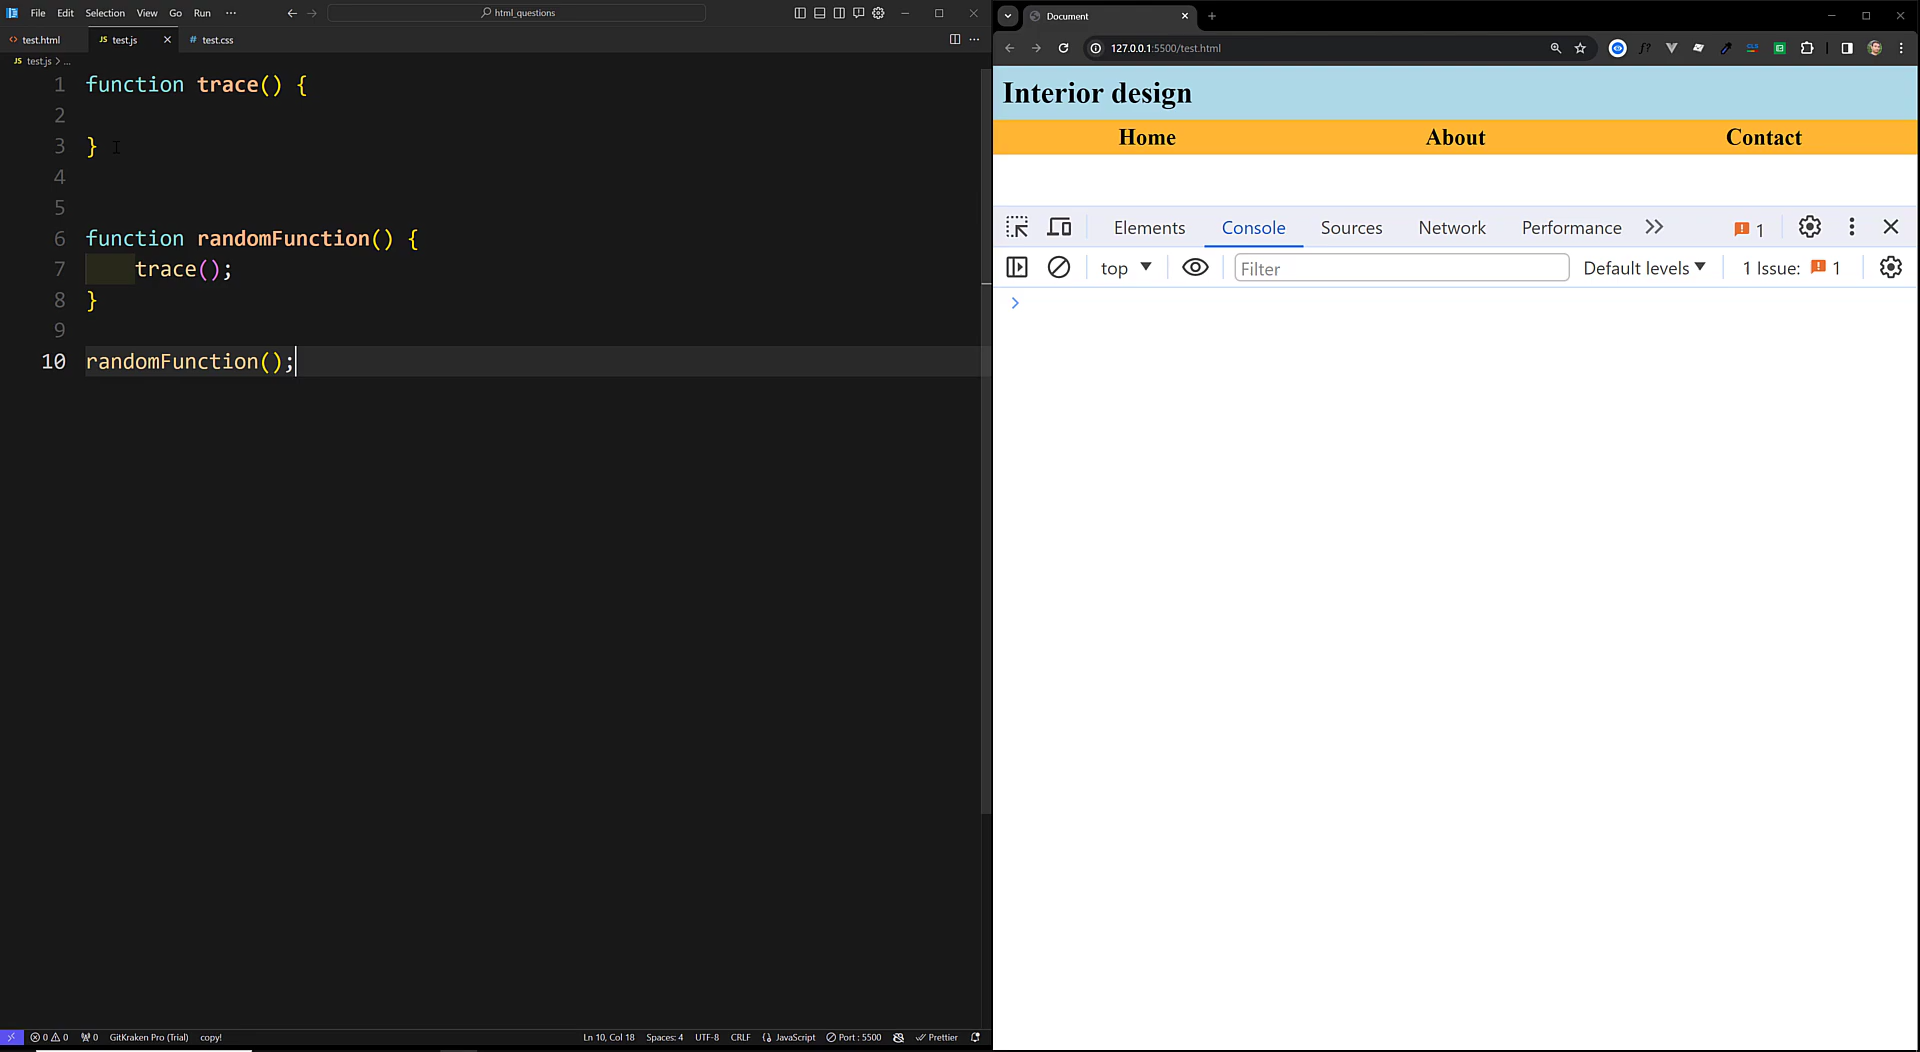 File Edit Selection View Go Run ... html_questions
test.html test.js test.css
test.js > ...
1 function trace() {
2
3 }
4
5
6 function randomFunction() {
7 trace();
8 }
9
10 randomFunction();
0 0 0 GitKraken Pro (Trial) copy! Ln 10, Col 18 Spaces: 4 UTF-8 CRLF JavaScript Port : 5500 Prettier
Document
127.0.0.1:5500/test.html
Interior design
Home About Contact
Elements Console Sources Network Performance 1
top Filter Default levels 1 Issue: 1